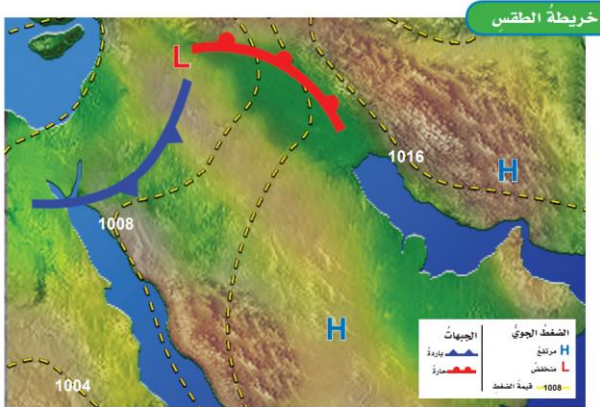 خريطةُ الطقسِ
L
1016
H
1008
H
1004
الضغطُ الجويُّ
H مرتفعٌ
L منخفضٌ
1008 قيمةُ الضغطِ
الجبهاتُ
باردةٌ
حارةٌ